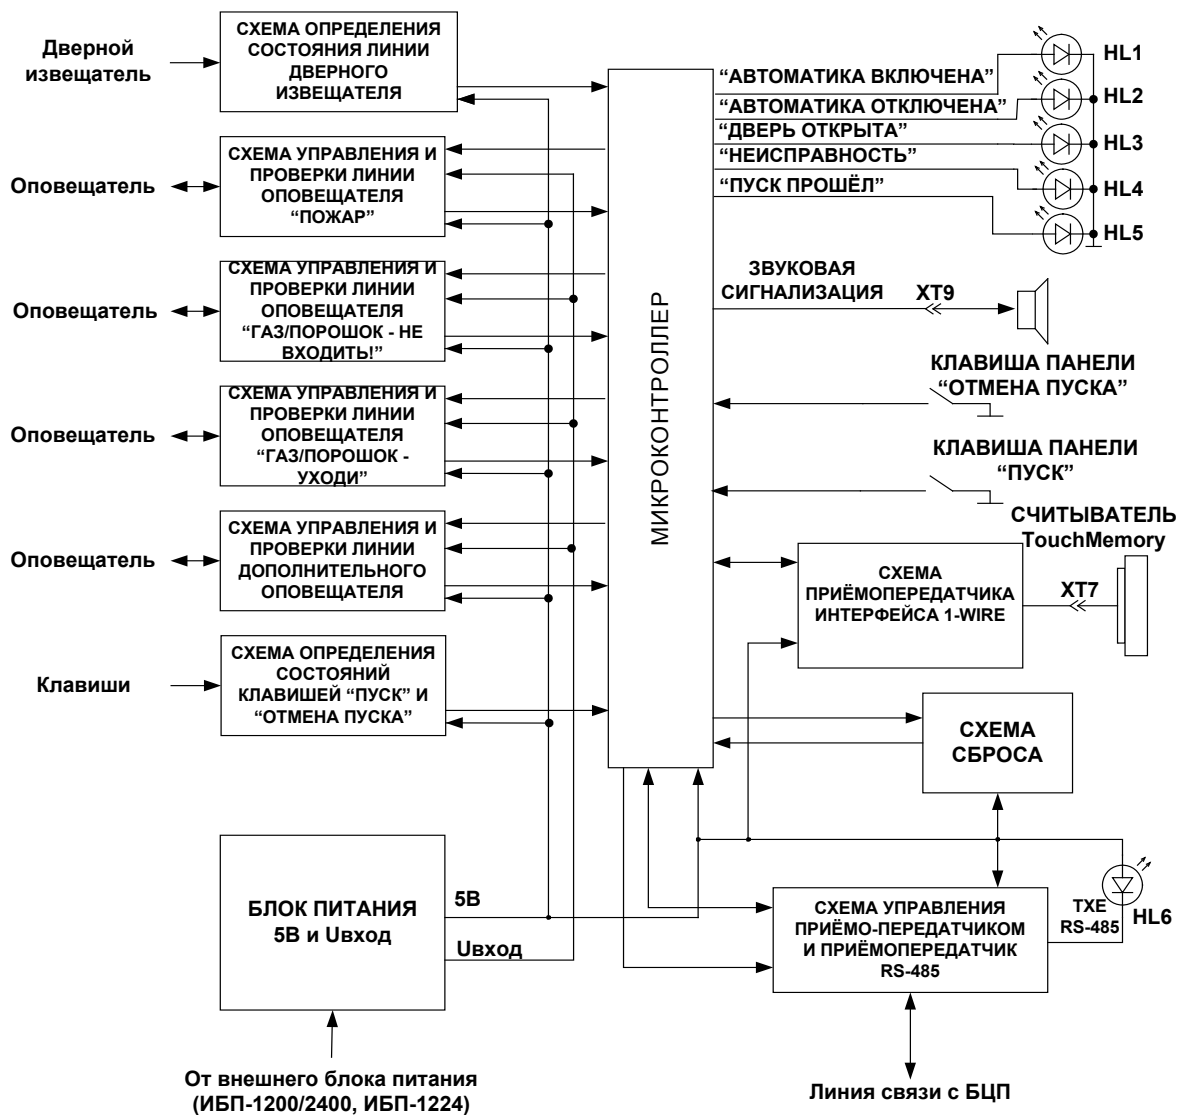 Дверной
извещатель
СХЕМА ОПРЕДЕЛЕНИЯ
СОСТОЯНИЯ ЛИНИИ
ДВЕРНОГО
ИЗВЕЩАТЕЛЯ
Оповещатель
СХЕМА УПРАВЛЕНИЯ И
ПРОВЕРКИ ЛИНИИ
ОПОВЕЩАТЕЛЯ
“ПОЖАР”
Оповещатель
СХЕМА УПРАВЛЕНИЯ И
ПРОВЕРКИ ЛИНИИ
ОПОВЕЩАТЕЛЯ
“ГАЗ/ПОРОШОК - НЕ
ВХОДИТЬ!”
Оповещатель
СХЕМА УПРАВЛЕНИЯ И
ПРОВЕРКИ ЛИНИИ
ОПОВЕЩАТЕЛЯ
“ГАЗ/ПОРОШОК -
УХОДИ”
Оповещатель
СХЕМА УПРАВЛЕНИЯ И
ПРОВЕРКИ ЛИНИИ
ДОПОЛНИТЕЛЬНОГО
ОПОВЕЩАТЕЛЯ
Клавиши
СХЕМА ОПРЕДЕЛЕНИЯ
СОСТОЯНИЙ
КЛАВИШЕЙ “ПУСК” И
“ОТМЕНА ПУСКА”
БЛОК ПИТАНИЯ
5В и Uвход
5В
Uвход
От внешнего блока питания
(ИБП-1200/2400, ИБП-1224)
МИКРОКОНТРОЛЛЕР
“АВТОМАТИКА ВКЛЮЧЕНА”
HL1
“АВТОМАТИКА ОТКЛЮЧЕНА”
HL2
“ДВЕРЬ ОТКРЫТА”
HL3
“НЕИСПРАВНОСТЬ”
HL4
“ПУСК ПРОШЁЛ”
HL5
ЗВУКОВАЯ
СИГНАЛИЗАЦИЯ
XT9
КЛАВИША ПАНЕЛИ
“ОТМЕНА ПУСКА”
КЛАВИША ПАНЕЛИ
“ПУСК”
СЧИТЫВАТЕЛЬ
TouchMemory
СХЕМА
ПРИЁМОПЕРЕДАТЧИКА
ИНТЕРФЕЙСА 1-WIRE
XT7
СХЕМА
СБРОСА
СХЕМА УПРАВЛЕНИЯ
ПРИЁМО-ПЕРЕДАТЧИКОМ
И ПРИЁМОПЕРЕДАТЧИК
RS-485
TXE
RS-485
HL6
Линия связи с БЦП